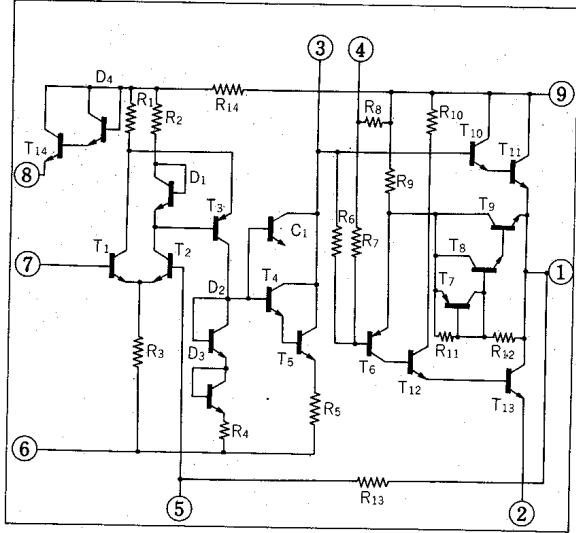 ③ ④
D4 R1 R2 R14 R8 R10 ⑨
T14 T10 T11
⑧ D1 R9
T3 R6 R7 T9
C1 T8
⑦ T1 T2 D2 T4 T7 ①
D3 R11 R12
R3 T5 T6 T12 T13
R4 R5
⑥
R13
⑤ ②